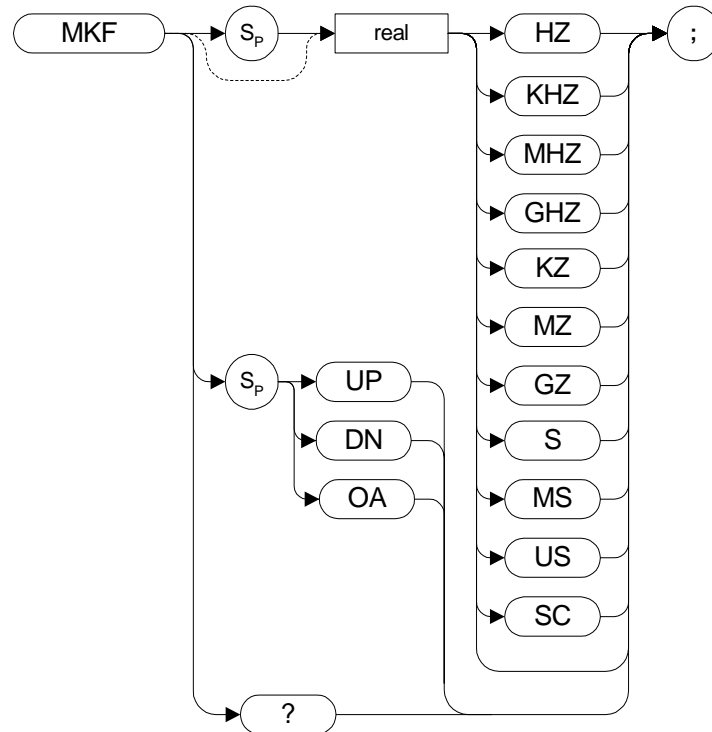 MKF SP real HZ ;
KHZ
MHZ
GHZ
KZ
MZ
GZ
SP UP
DN
OA
S
MS
US
SC
?